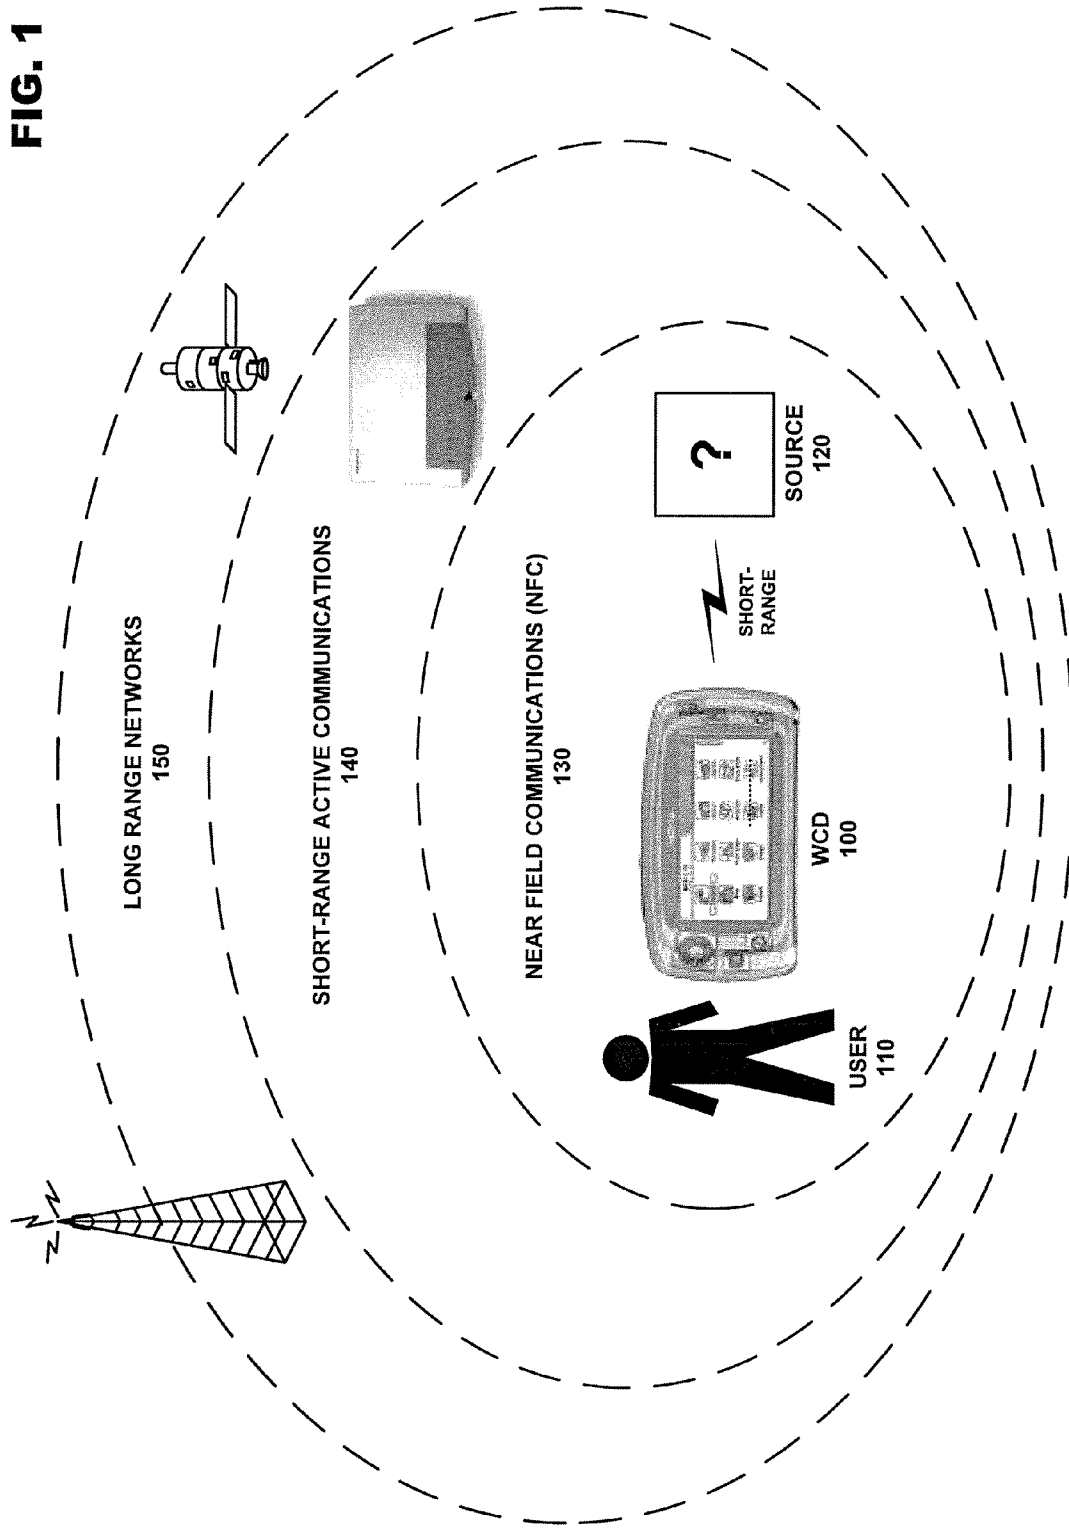 FIG. 1
LONG RANGE NETWORKS
150
SHORT-RANGE ACTIVE COMMUNICATIONS
140
NEAR FIELD COMMUNICATIONS (NFC)
130
?
SHORT-
RANGE
SOURCE
120
WCD
100
USER
110